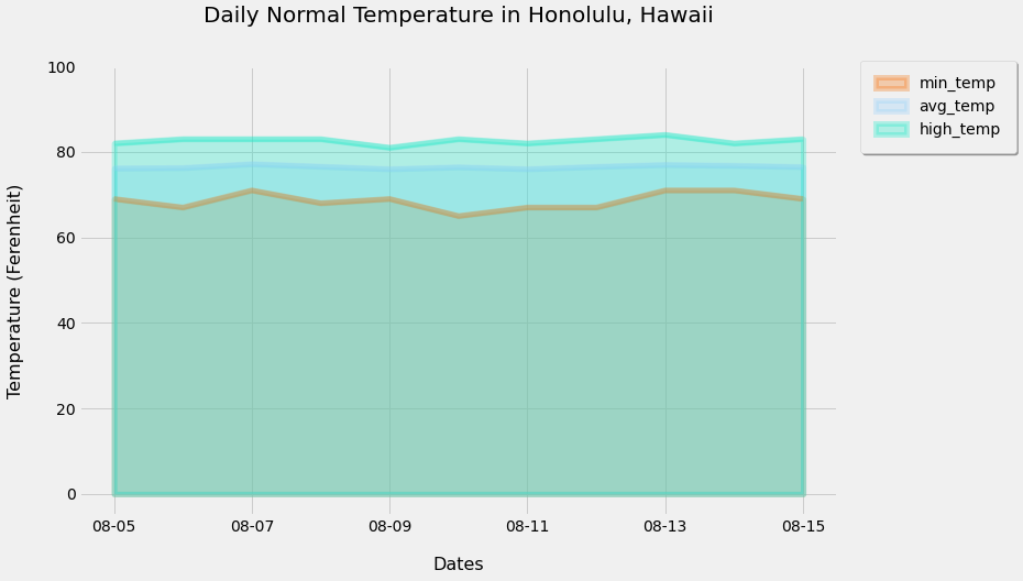 Daily Normal Temperature in Honolulu, Hawaii
min_temp
avg_temp
high_temp
Temperature (Ferenheit)
100
80
60
40
20
0
08-05 08-07 08-09 08-11 08-13 08-15
Dates